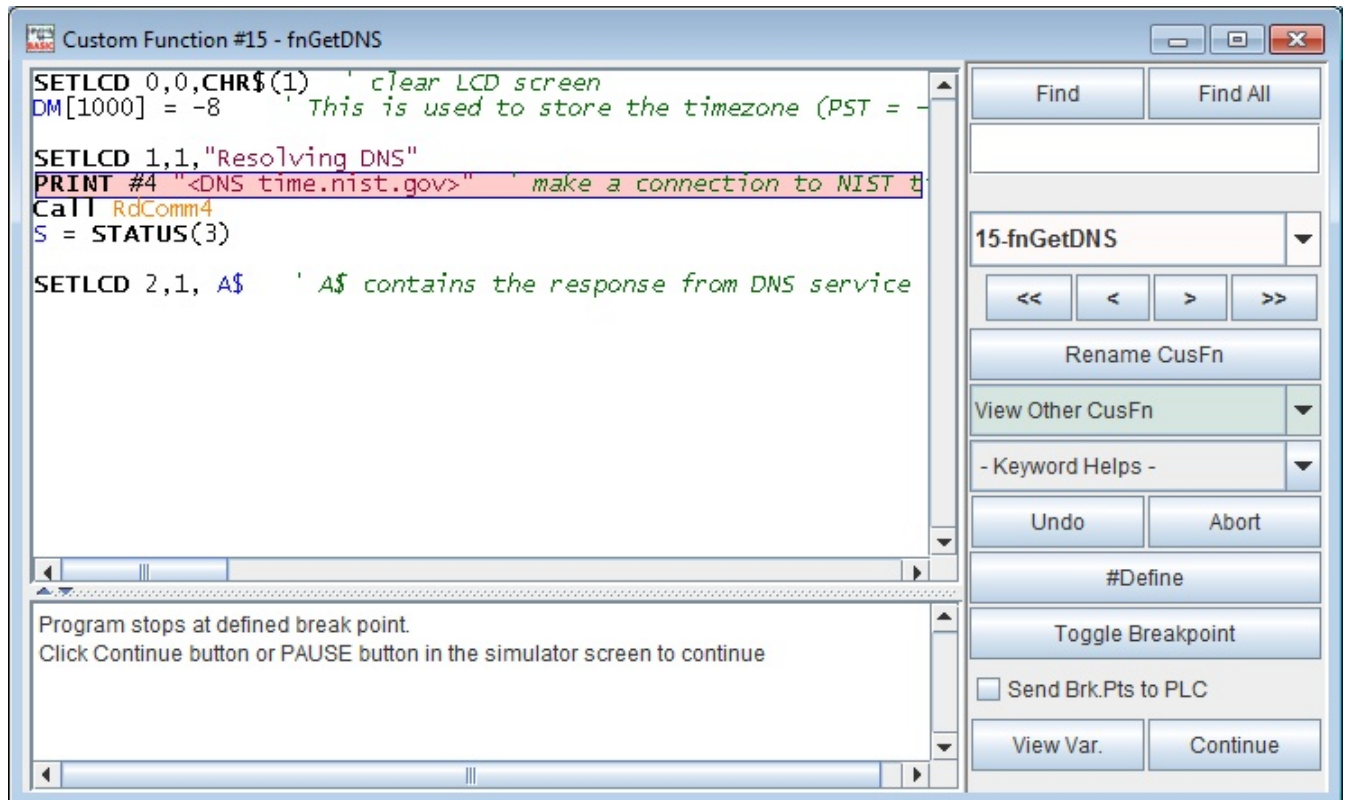 Custom Function #15 - fnGetDNS
SETLCD 0,0,CHR$(1) ' clear LCD screen
DM[1000] = -8 ' This is used to store the timezone (PST = -
SETLCD 1,1,"Resolving DNS"
PRINT #4 "<DNS time.nist.gov>" ' make a connection to NIST t
Call RdComm4
S = STATUS(3)
SETLCD 2,1, A$ ' A$ contains the response from DNS service
Program stops at defined break point.
Click Continue button or PAUSE button in the simulator screen to continue
Find Find All
15-fnGetDNS
<< < > >>
Rename CusFn
View Other CusFn
- Keyword Helps -
Undo Abort
#Define
Toggle Breakpoint
Send Brk.Pts to PLC
View Var. Continue